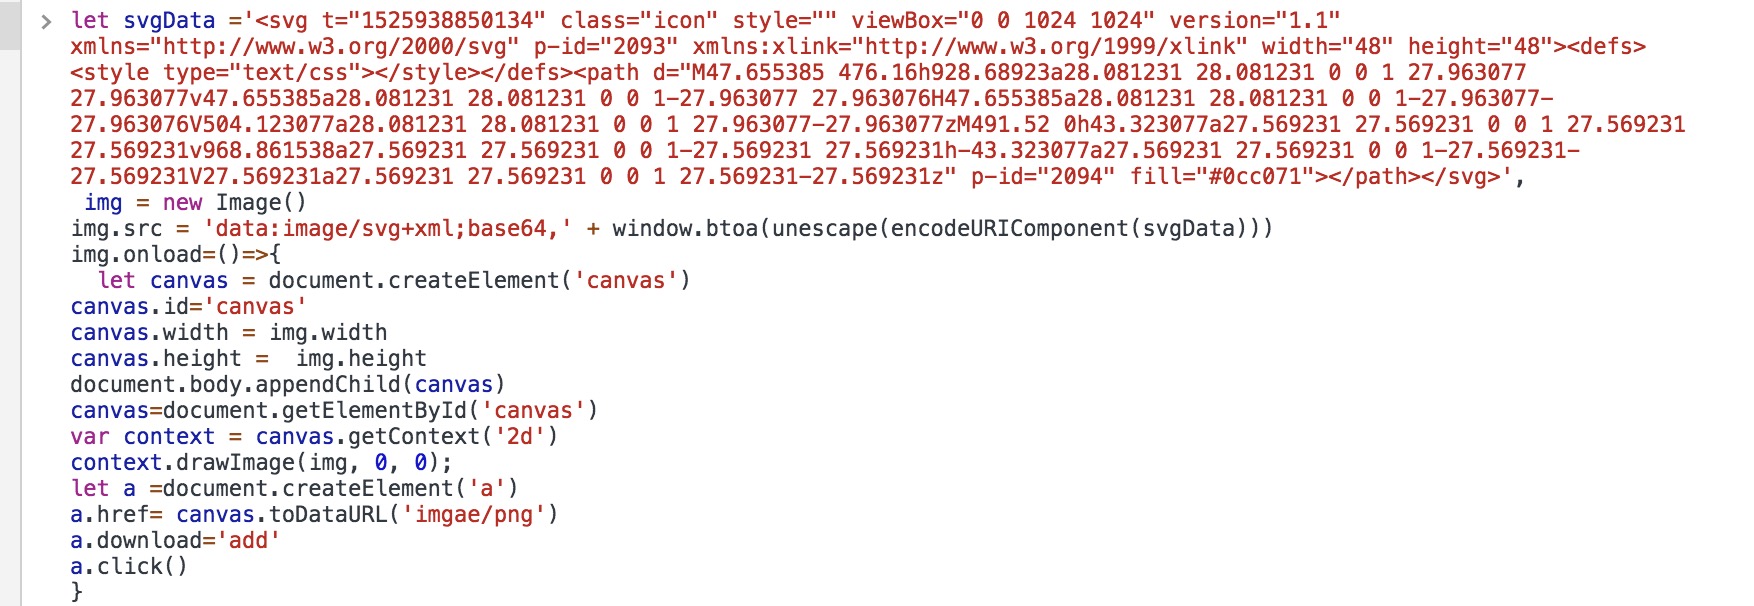 > let svgData ='<svg t="1525938850134" class="icon" style="" viewBox="0 0 1024 1024" version="1.1"
xmlns="http://www.w3.org/2000/svg" p-id="2093" xmlns:xlink="http://www.w3.org/1999/xlink" width="48" height="48"><defs>
<style type="text/css"></style></defs><path d="M47.655385 476.16h928.68923a28.081231 28.081231 0 0 1 27.963077
27.963077v47.655385a28.081231 28.081231 0 0 1-27.963077 27.963076H47.655385a28.081231 28.081231 0 0 1-27.963077-
27.963076V504.123077a28.081231 28.081231 0 0 1 27.963077-27.963077zM491.52 0h43.323077a27.569231 27.569231 0 0 1 27.569231
27.569231v968.861538a27.569231 27.569231 0 0 1-27.569231 27.569231h-43.323077a27.569231 27.569231 0 0 1-27.569231-
27.569231V27.569231a27.569231 27.569231 0 0 1 27.569231-27.569231z" p-id="2094" fill="#0cc071"></path></svg>',
 img = new Image()
img.src = 'data:image/svg+xml;base64,' + window.btoa(unescape(encodeURIComponent(svgData)))
img.onload=()=>{
  let canvas = document.createElement('canvas')
canvas.id='canvas'
canvas.width = img.width
canvas.height =  img.height
document.body.appendChild(canvas)
canvas=document.getElementById('canvas')
var context = canvas.getContext('2d')
context.drawImage(img, 0, 0);
let a =document.createElement('a')
a.href= canvas.toDataURL('imgae/png')
a.download='add'
a.click()
}